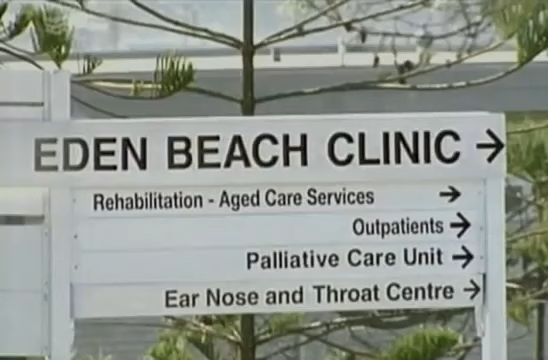 EDEN BEACH CLINIC →
Rehabilitation - Aged Care Services →
Outpatients →
Palliative Care Unit →
Ear Nose and Throat Centre →